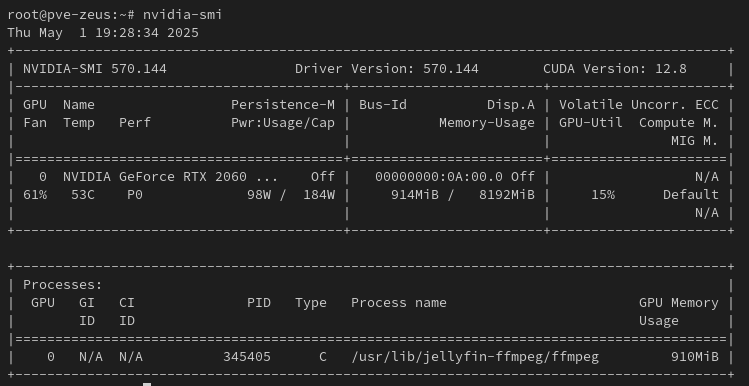 root@pve-zeus:~# nvidia-smi
Thu May  1 19:28:34 2025
+-----------------------------------------------------------------------------------------+
| NVIDIA-SMI 570.144                Driver Version: 570.144        CUDA Version: 12.8     |
|-----------------------------------------+------------------------+----------------------+
| GPU  Name                 Persistence-M | Bus-Id          Disp.A | Volatile Uncorr. ECC |
| Fan  Temp   Perf          Pwr:Usage/Cap |           Memory-Usage | GPU-Util  Compute M. |
|                                         |                        |               MIG M. |
|=========================================+========================+======================|
|   0  NVIDIA GeForce RTX 2060 ...    Off |   00000000:0A:00.0 Off |                  N/A |
| 61%   53C    P0              98W /  184W |     914MiB /   8192MiB |     15%      Default |
|                                         |                        |                  N/A |
+-----------------------------------------+------------------------+----------------------+
+-----------------------------------------------------------------------------------------+
| Processes:                                                                              |
|  GPU   GI   CI              PID   Type   Process name                        GPU Memory |
|        ID   ID                                                               Usage      |
|=========================================================================================|
|    0   N/A  N/A          345405      C   /usr/lib/jellyfin-ffmpeg/ffmpeg         910MiB |
+-----------------------------------------------------------------------------------------+